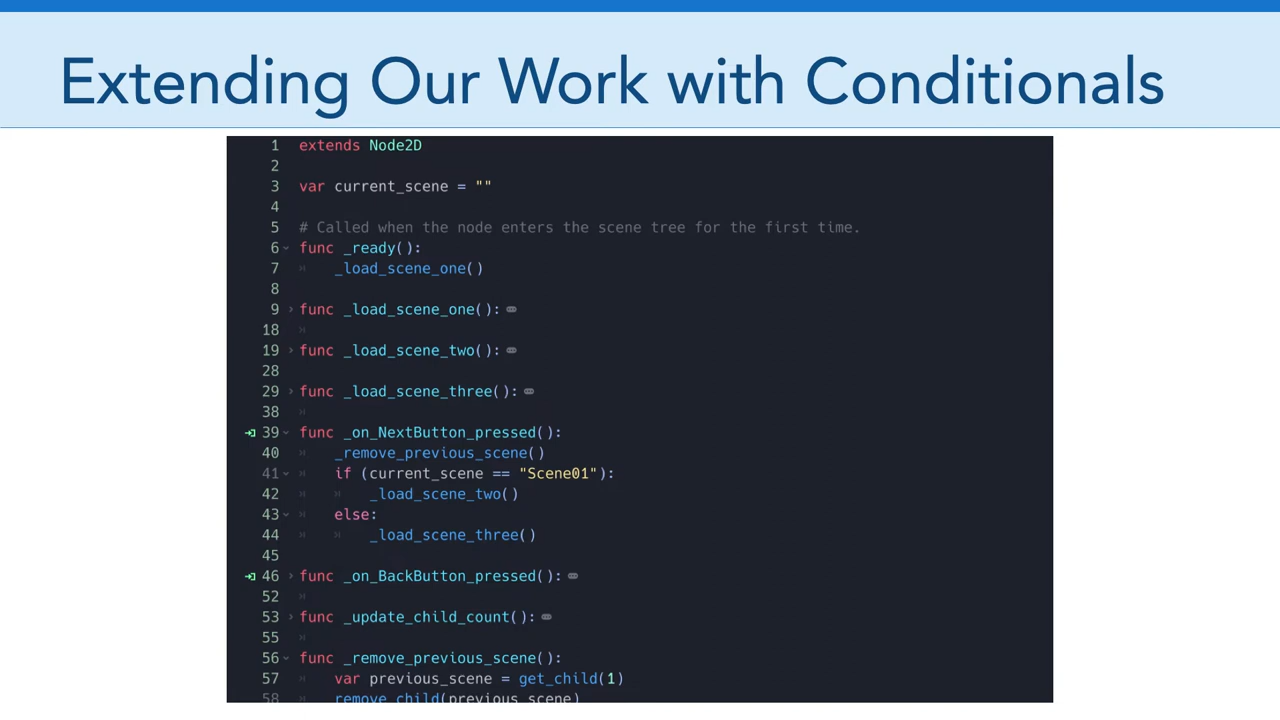 Extending Our Work with Conditionals
1 extends Node2D
2
3 var current_scene = ""
4
5 # Called when the node enters the scene tree for the first time.
6 func _ready():
7 _load_scene_one()
8
9 func _load_scene_one():
18
19 func _load_scene_two():
28
29 func _load_scene_three():
38
39 func _on_NextButton_pressed():
40 _remove_previous_scene()
41 if (current_scene == "Scene01"):
42 _load_scene_two()
43 else:
44 _load_scene_three()
45
46 func _on_BackButton_pressed():
52
53 func _update_child_count():
55
56 func _remove_previous_scene():
57 var previous_scene = get_child(1)
58 remove_child(previous_scene)